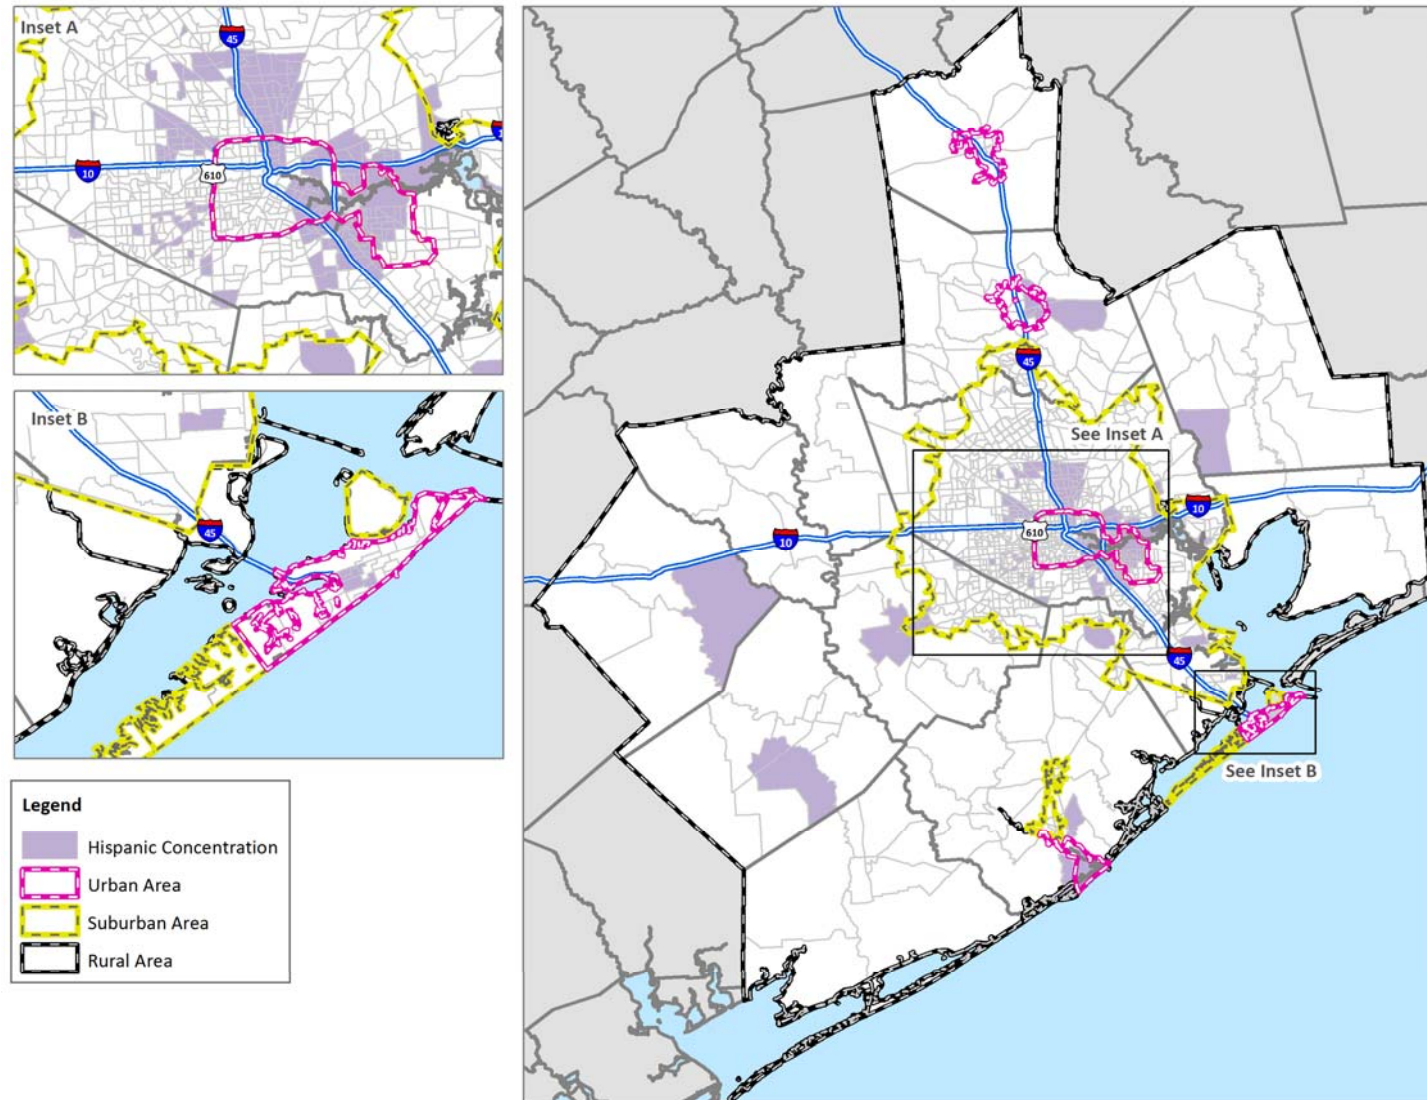 Inset A
45
10
610
Inset B
45
Legend
Hispanic Concentration
Urban Area
Suburban Area
Rural Area
45
See Inset A
10
610
10
45
See Inset B